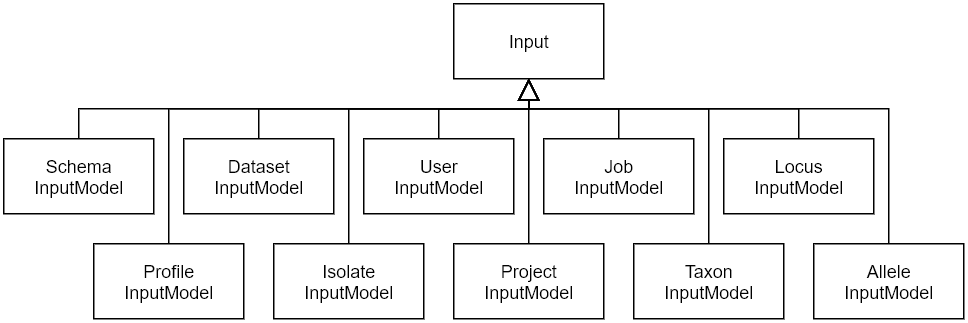 Input
Schema
InputModel
Dataset
InputModel
User
InputModel
Job
InputModel
Locus
InputModel
Profile
InputModel
Isolate
InputModel
Project
InputModel
Taxon
InputModel
Allele
InputModel